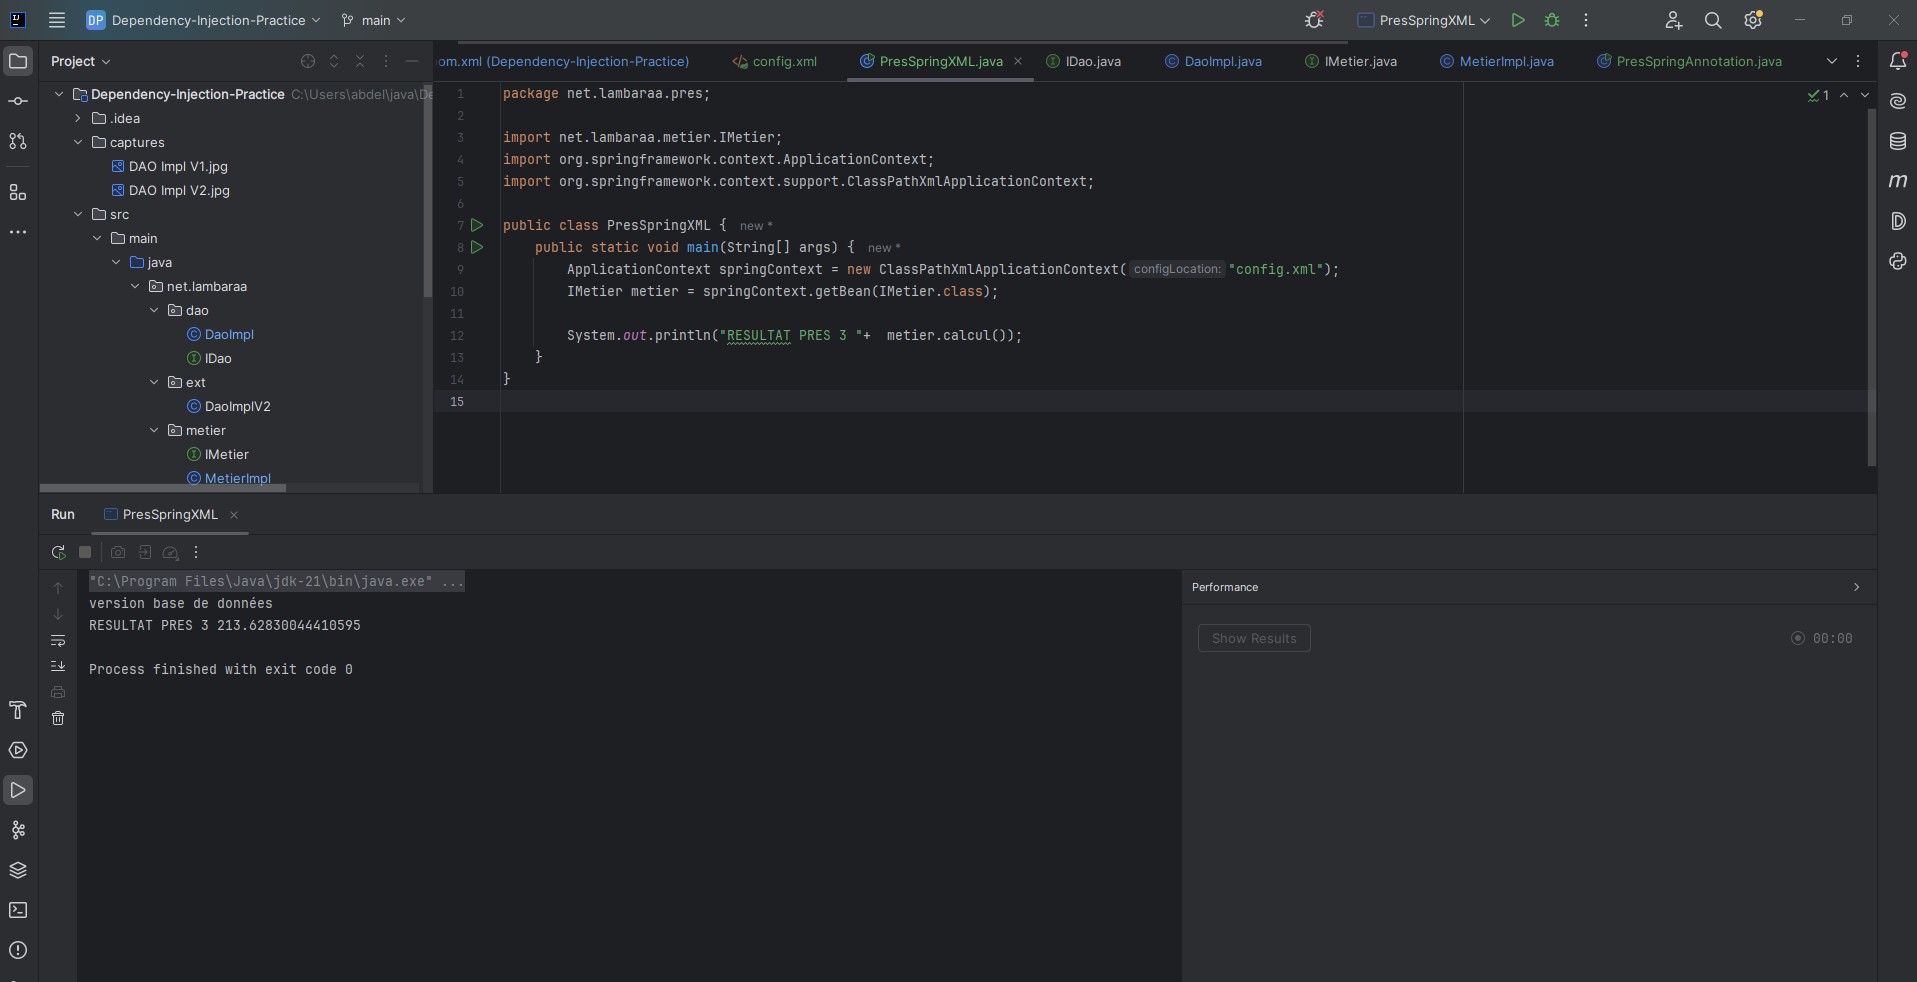 DP Dependency-Injection-Practice main PresSpringXML
Project
Dependency-Injection-Practice C:\Users\abdel\java\De
.idea
captures
DAO Impl V1.jpg
DAO Impl V2.jpg
src
main
java
net.lambaraa
dao
DaoImpl
IDao
ext
DaoImplV2
metier
IMetier
MetierImpl
om.xml (Dependency-Injection-Practice) config.xml PresSpringXML.java IDao.java DaoImpl.java IMetier.java MetierImpl.java PresSpringAnnotation.java
1 package net.lambaraa.pres; 1
2
3 import net.lambaraa.metier.IMetier;
4 import org.springframework.context.ApplicationContext;
5 import org.springframework.context.support.ClassPathXmlApplicationContext;
6
7 public class PresSpringXML { new *
8 public static void main(String[] args) { new *
9 ApplicationContext springContext = new ClassPathXmlApplicationContext( configLocation: "config.xml");
10 IMetier metier = springContext.getBean(IMetier.class);
11
12 System.out.println("RESULTAT PRES 3 "+ metier.calcul());
13 }
14 }
15
Run PresSpringXML
"C:\Program Files\Java\jdk-21\bin\java.exe" ...
version base de données
RESULTAT PRES 3 213.62830044410595
Process finished with exit code 0
Performance
Show Results 00:00